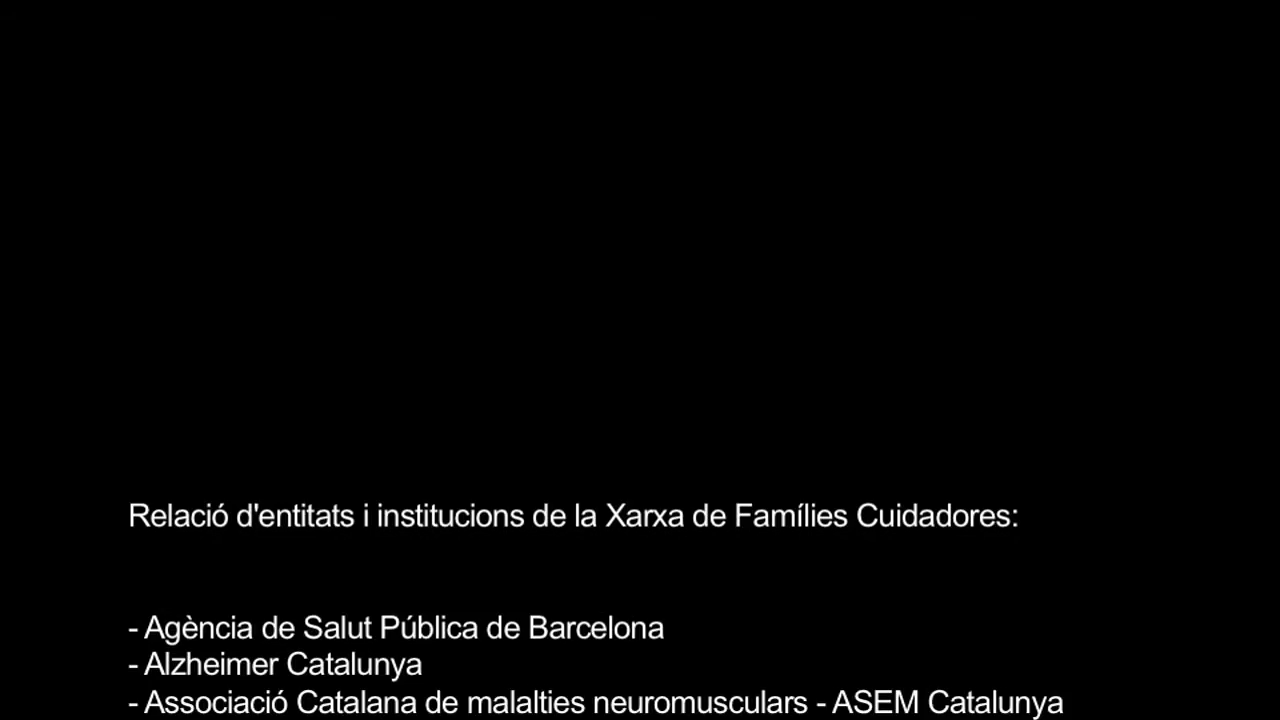 Relació d'entitats i institucions de la Xarxa de Famílies Cuidadores:
- Agència de Salut Pública de Barcelona
- Alzheimer Catalunya
- Associació Catalana de malalties neuromusculars - ASEM Catalunya